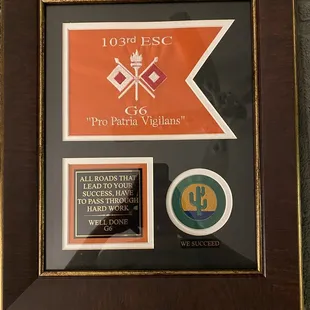 103rd ESC
G6
"Pro Patria Vigilans"
ALL ROADS THAT
LEAD TO YOUR
SUCCESS, HAVE
TO PASS THROUGH
HARD WORK
WELL DONE
G6
WE SUCCEED